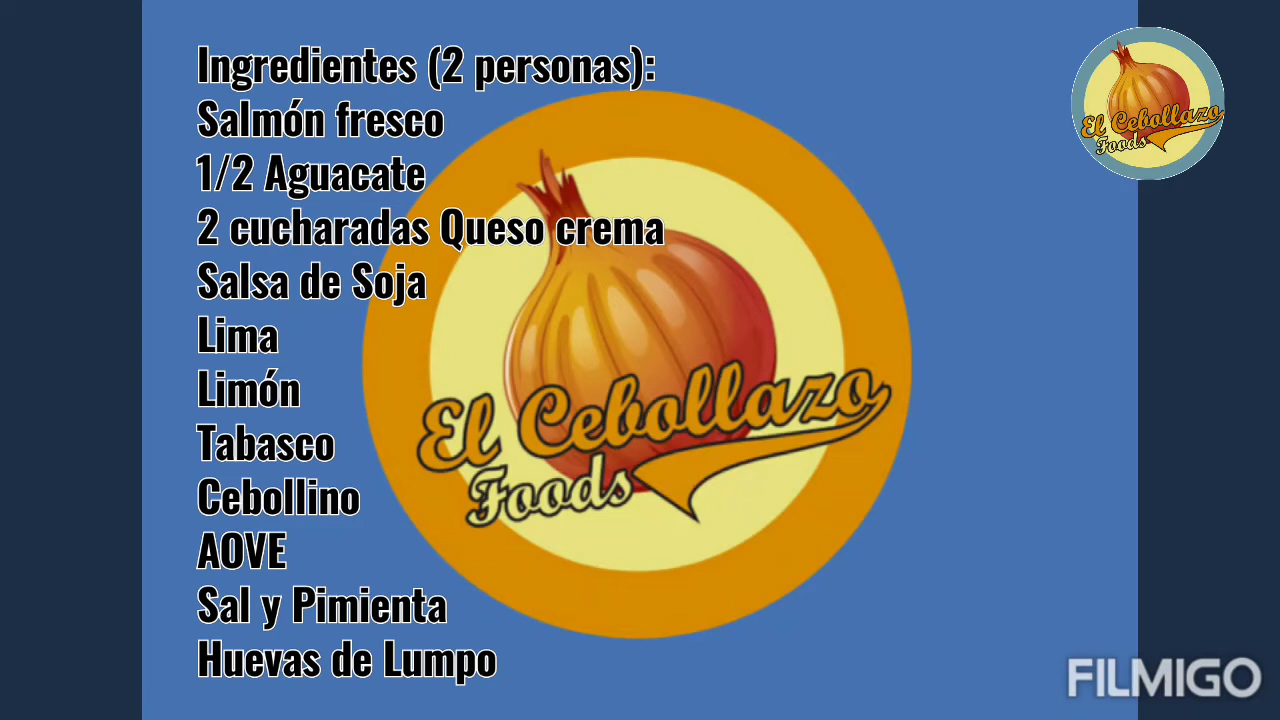 Ingredientes (2 personas):
Salmón fresco
1/2 Aguacate
2 cucharadas Queso crema
Salsa de Soja
Lima
Limón
Tabasco
Cebollino
AOVE
Sal y Pimienta
Huevas de Lumpo
El Cebollazo
Foods
El Cebollazo
Foods
FILMIGO